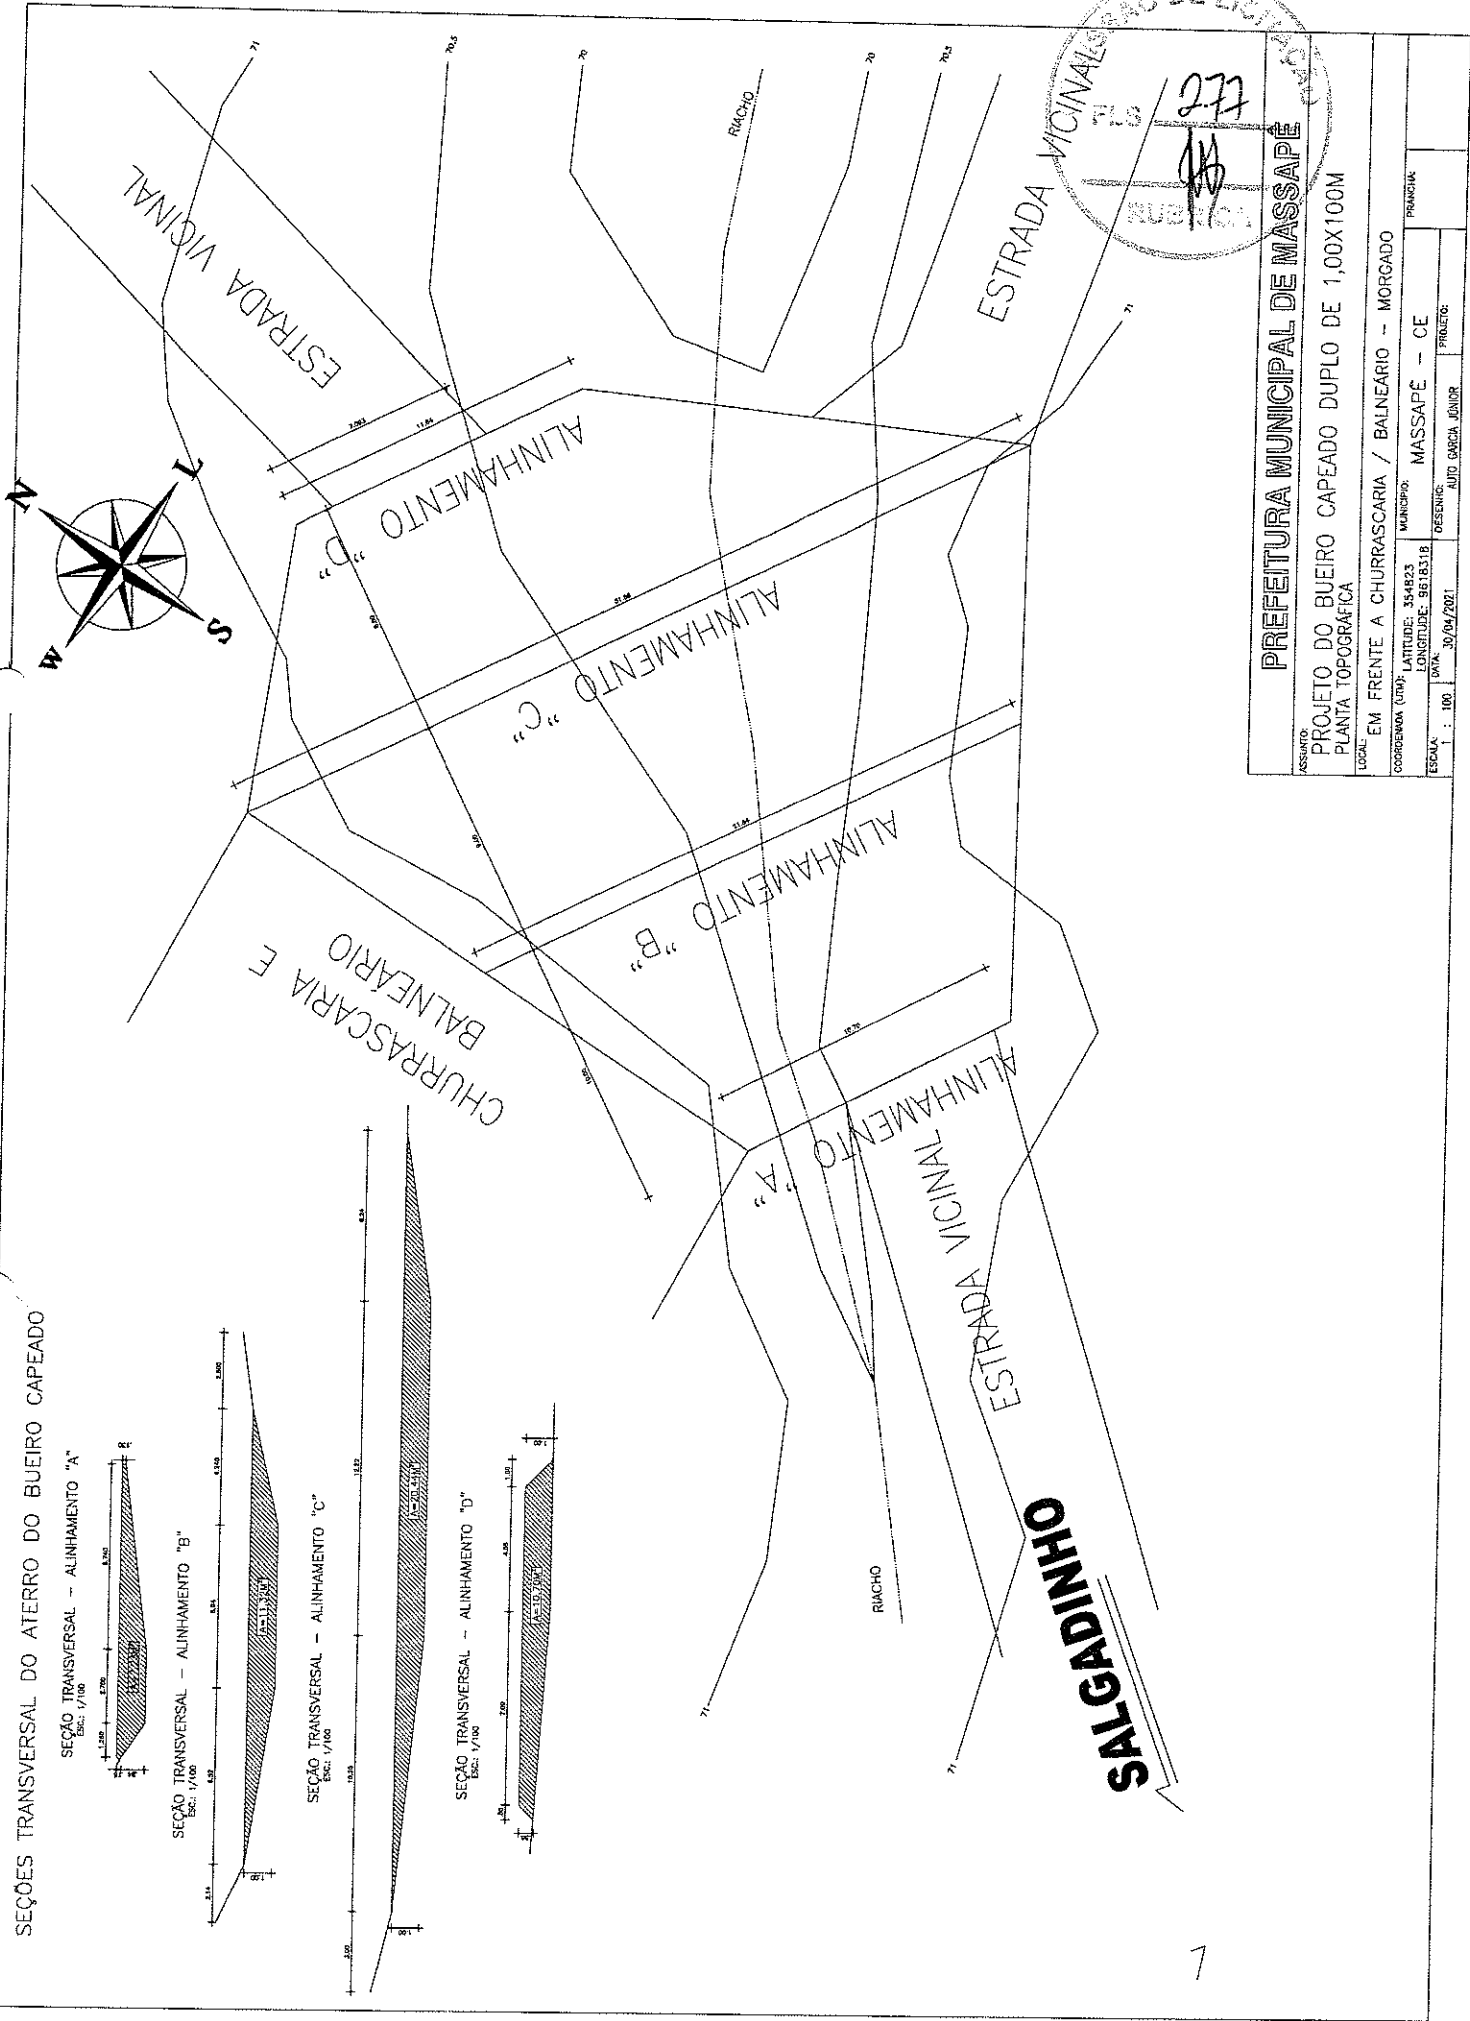 SEÇÕES TRANSVERSAL DO ATERRO DO BUEIRO CAPEADO
SEÇÃO TRANSVERSAL - ALINHAMENTO "A"
ESC.: 1/100
SEÇÃO TRANSVERSAL - ALINHAMENTO "B"
ESC.: 1/100
A=11,32M²
SEÇÃO TRANSVERSAL - ALINHAMENTO "C"
ESC.: 1/100
A=20,44M²
SEÇÃO TRANSVERSAL - ALINHAMENTO "D"
ESC.: 1/100
A=10,70M²
N
L
S
W
ESTRADA VICINAL
CHURRASCARIA E
BALNEÁRIO
ALINHAMENTO "D"
ALINHAMENTO "C"
ALINHAMENTO "B"
ALINHAMENTO "A"
ESTRADA VICINAL
ESTRADA VICINAL
RIACHO
RIACHO
71
70,5
70
70
70,5
71
71
71
SALGADINHO
FLS 277
RUBRICA
PREFEITURA MUNICIPAL DE MASSAPÊ
ASSUNTO:
PROJETO DO BUEIRO CAPEADO DUPLO DE 1,00X100M
PLANTA TOPOGRÁFICA
LOCAL:
EM FRENTE A CHURRASCARIA / BALNEÁRIO - MORGADO
COORDENADA (UTM): LATITUDE: 354823
LONGITUDE: 9618318
MUNICIPIO:
MASSAPÊ - CE
PRANCHA:
ESCALA:
1 : 100
DATA:
30/04/2021
DESENHO:
AUTO GARCIA JÚNIOR
PROJETO: